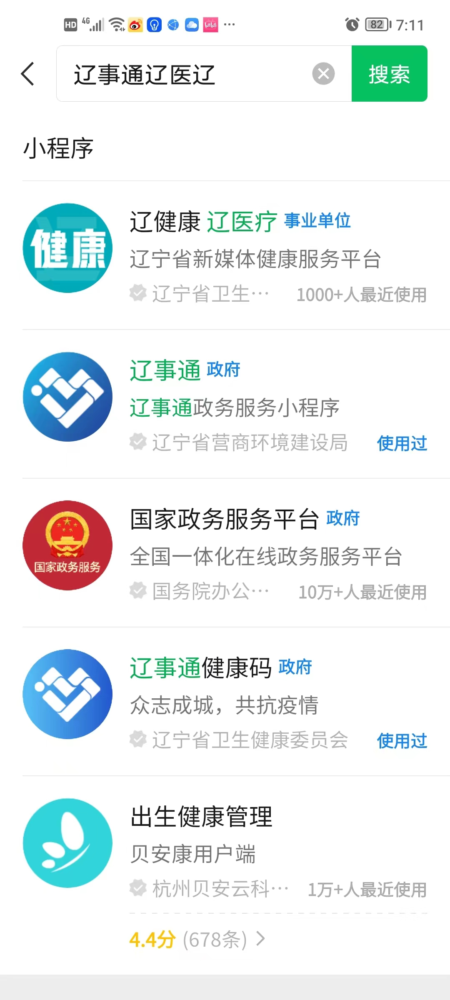 HD 4G 82 7:11
辽事通辽医辽 搜索
小程序
健康
辽健康 辽医疗 事业单位
辽宁省新媒体健康服务平台
辽宁省卫生… 1000+人最近使用
辽事通 政府
辽事通政务服务小程序
辽宁省营商环境建设局 使用过
国家政务服务
国家政务服务平台 政府
全国一体化在线政务服务平台
国务院办公… 10万+人最近使用
辽事通健康码 政府
众志成城，共抗疫情
辽宁省卫生健康委员会 使用过
出生健康管理
贝安康用户端
杭州贝安云科… 1万+人最近使用
4.4分 (678条)